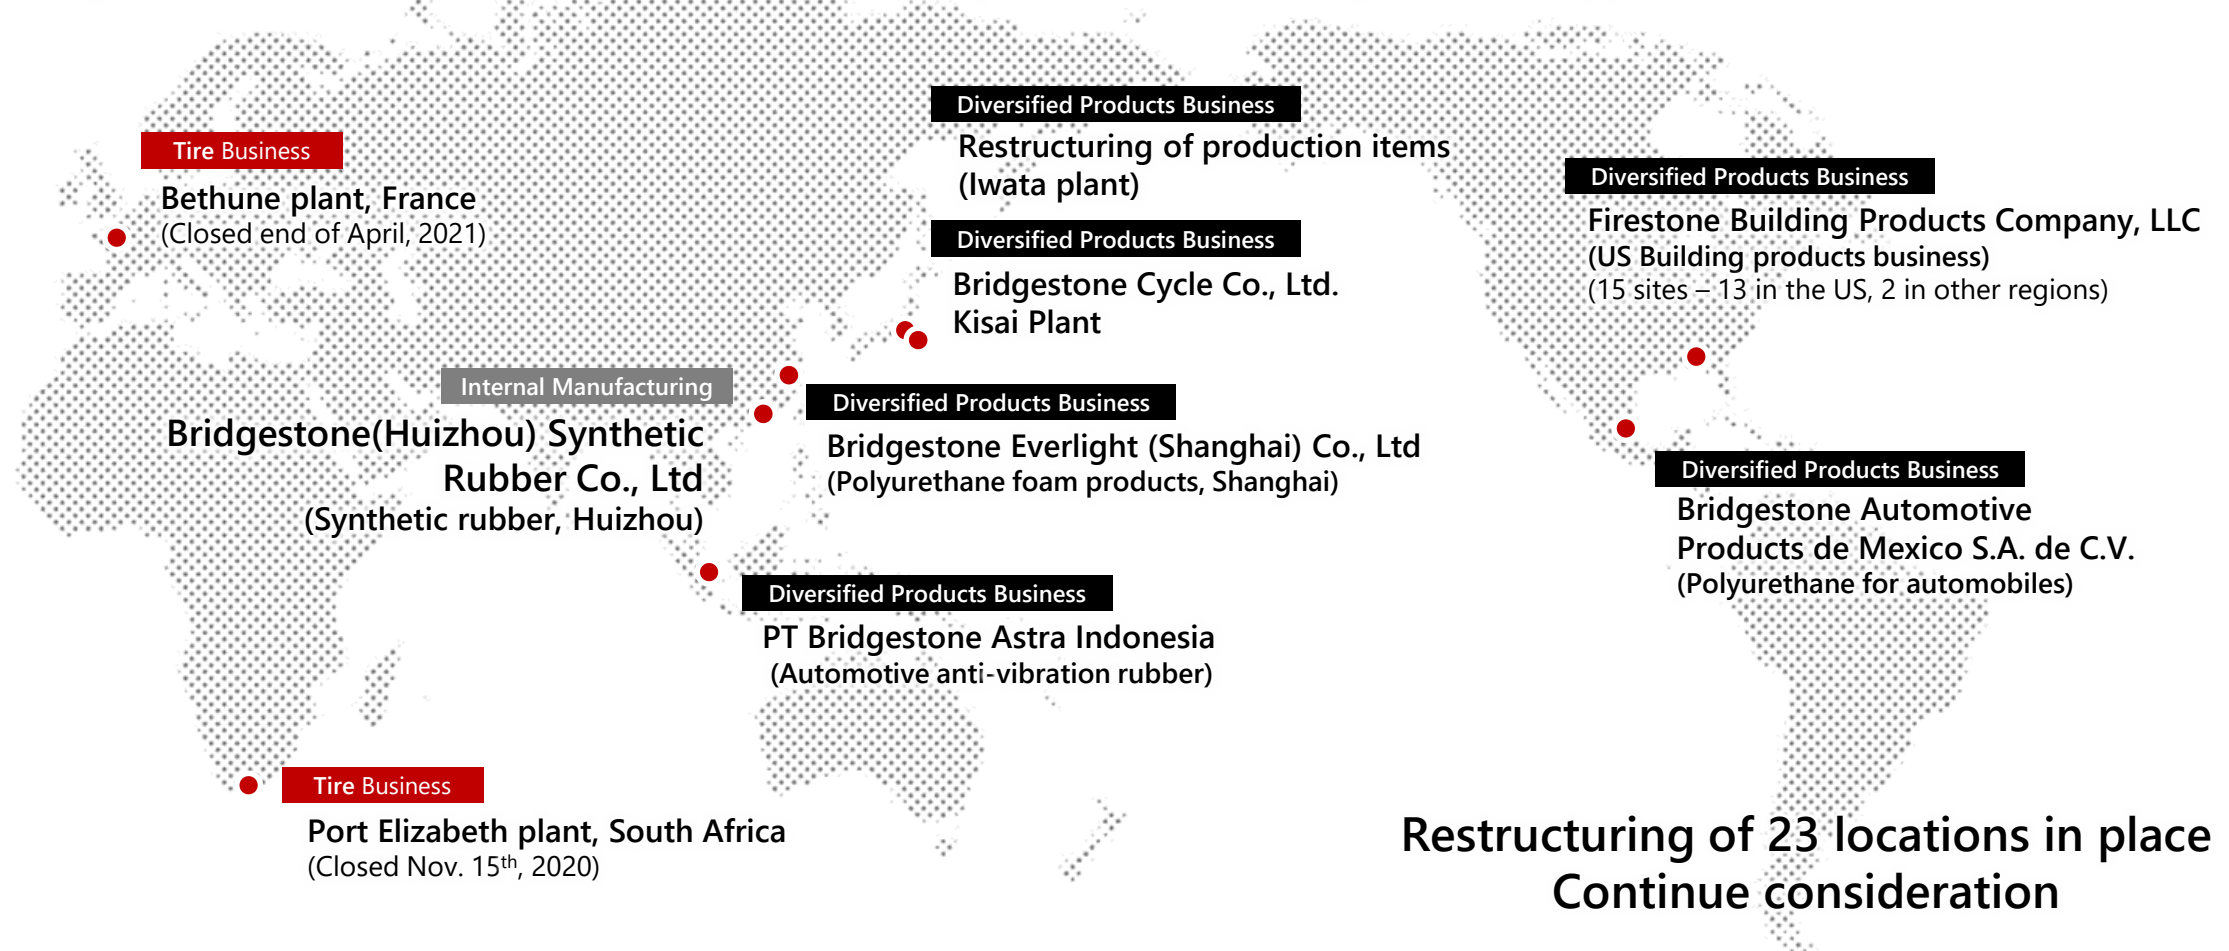 Diversified Products Business
Restructuring of production items
(Iwata plant)
Tire Business
Bethune plant, France
(Closed end of April, 2021)
Diversified Products Business
Firestone Building Products Company, LLC
(US Building products business)
(15 sites – 13 in the US, 2 in other regions)
Diversified Products Business
Bridgestone Cycle Co., Ltd.
Kisai Plant
Internal Manufacturing
Bridgestone(Huizhou) Synthetic
Rubber Co., Ltd
(Synthetic rubber, Huizhou)
Diversified Products Business
Bridgestone Everlight (Shanghai) Co., Ltd
(Polyurethane foam products, Shanghai)
Diversified Products Business
Bridgestone Automotive
Products de Mexico S.A. de C.V.
(Polyurethane for automobiles)
Diversified Products Business
PT Bridgestone Astra Indonesia
(Automotive anti-vibration rubber)
Tire Business
Port Elizabeth plant, South Africa
(Closed Nov. 15th, 2020)
Restructuring of 23 locations in place
Continue consideration